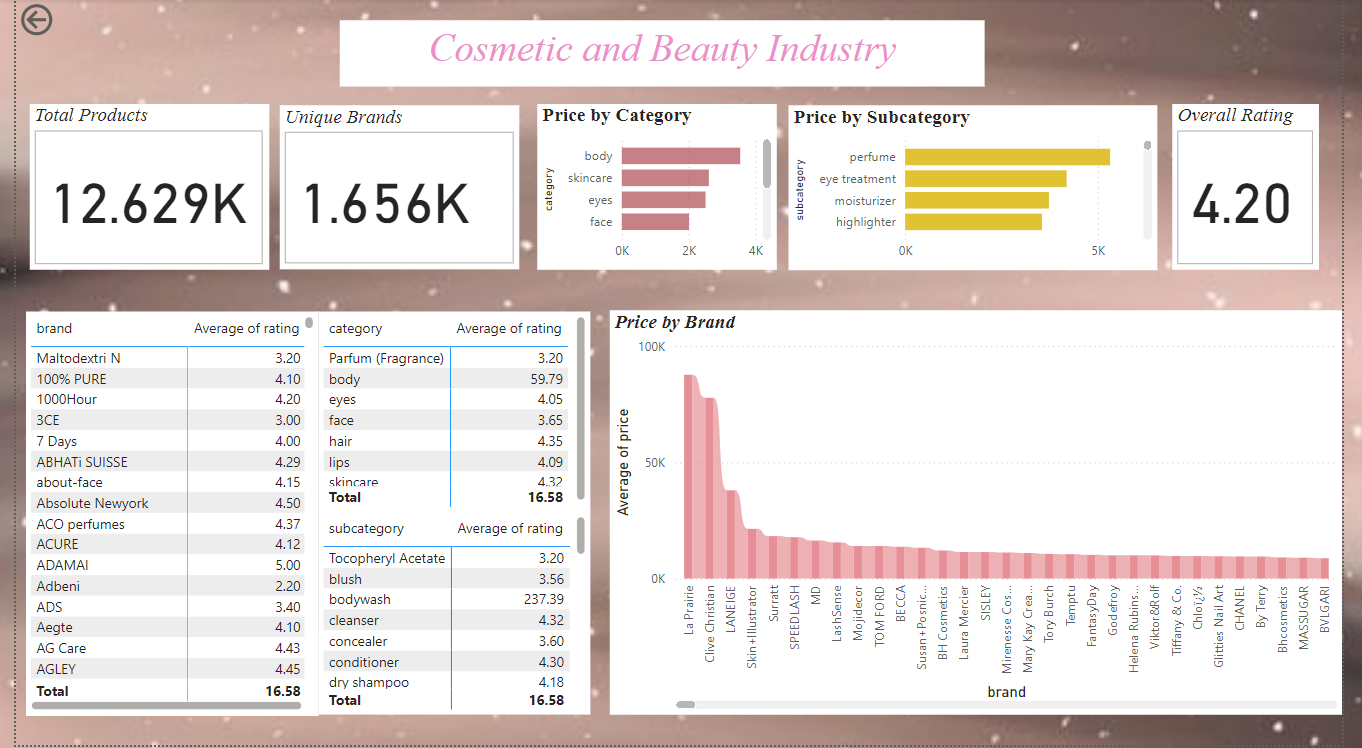 Cosmetic and Beauty Industry
Total Products
12.629K
Unique Brands
1.656K
Price by Category
category
body
skincare
eyes
face
0K 2K 4K
Price by Subcategory
subcategory
perfume
eye treatment
moisturizer
highlighter
0K 5K
Overall Rating
4.20
brand Average of rating
Maltodextri N 3.20
100% PURE 4.10
1000Hour 4.20
3CE 3.00
7 Days 4.00
ABHATi SUISSE 4.29
about-face 4.15
Absolute Newyork 4.50
ACO perfumes 4.37
ACURE 4.12
ADAMAI 5.00
Adbeni 2.20
ADS 3.40
Aegte 4.10
AG Care 4.43
AGLEY 4.45
Total 16.58
category Average of rating
Parfum (Fragrance) 3.20
body 59.79
eyes 4.05
face 3.65
hair 4.35
lips 4.09
skincare 4.32
Total 16.58
subcategory Average of rating
Tocopheryl Acetate 3.20
blush 3.56
bodywash 237.39
cleanser 4.32
concealer 3.60
conditioner 4.30
dry shampoo 4.18
Total 16.58
Price by Brand
Average of price
100K
50K
0K
La Prairie
Clive Christian
LANEIGE
Skin+Illustrator
Surratt
SPEEDLASH
MD
LashSense
Mojidecor
TOM FORD
BECCA
Susan+Posnic...
BH Cosmetics
Laura Mercier
SISLEY
Mirenesse Cos...
Mary Kay Crea...
Tory Burch
Temptu
FantasyDay
Godefroy
Helena Rubins...
Viktor&Rolf
Tiffany & Co.
Chloï¿½
Glitties Nail Art
CHANEL
By Terry
Bhcosmetics
MASSUGAR
BVLGARI
brand